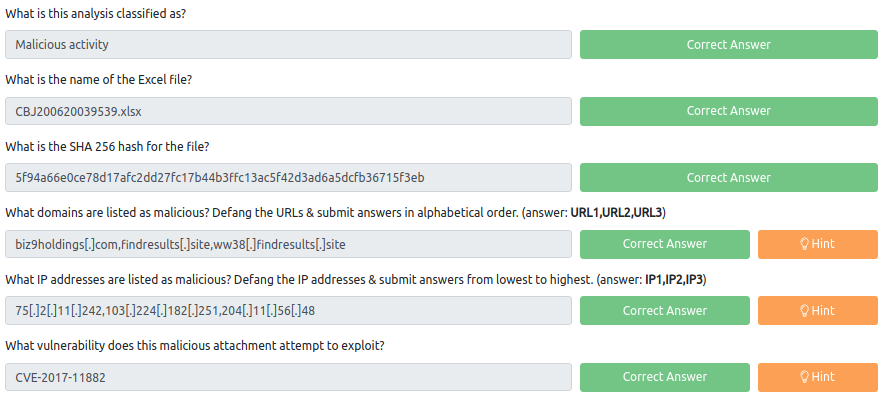 What is this analysis classified as?
Malicious activity Correct Answer
What is the name of the Excel file?
CBJ200620039539.xlsx Correct Answer
What is the SHA 256 hash for the file?
5f94a66e0ce78d17afc2dd27fc17b44b3ffc13ac5f42d3ad6a5dcfb36715f3eb Correct Answer
What domains are listed as malicious? Defang the URLs & submit answers in alphabetical order. (answer: URL1,URL2,URL3)
biz9holdings[.]com,findresults[.]site,ww38[.]findresults[.]site Correct Answer Hint
What IP addresses are listed as malicious? Defang the IP addresses & submit answers from lowest to highest. (answer: IP1,IP2,IP3)
75[.]2[.]11[.]242,103[.]224[.]182[.]251,204[.]11[.]56[.]48 Correct Answer Hint
What vulnerability does this malicious attachment attempt to exploit?
CVE-2017-11882 Correct Answer Hint